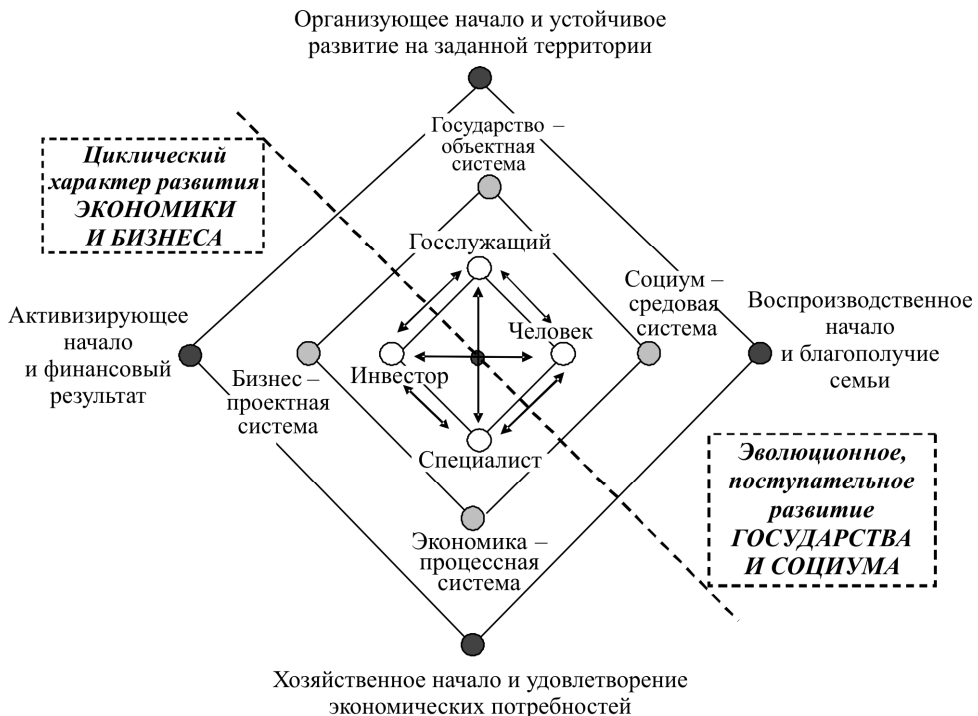 Организующее начало и устойчивое
развитие на заданной территории
Государство –
объектная
система
Циклический
характер развития
ЭКОНОМИКИ
И БИЗНЕСА
Госслужащий
Социум –
средовая
система
Активизирующее
начало
и финансовый
результат
Воспроизводственное
начало
и благополучие
семьи
Человек
Инвестор
Бизнес –
проектная
система
Специалист
Эволюционное,
поступательное
развитие
ГОСУДАРСТВА
И СОЦИУМА
Экономика –
процессная
система
Хозяйственное начало и удовлетворение
экономических потребностей